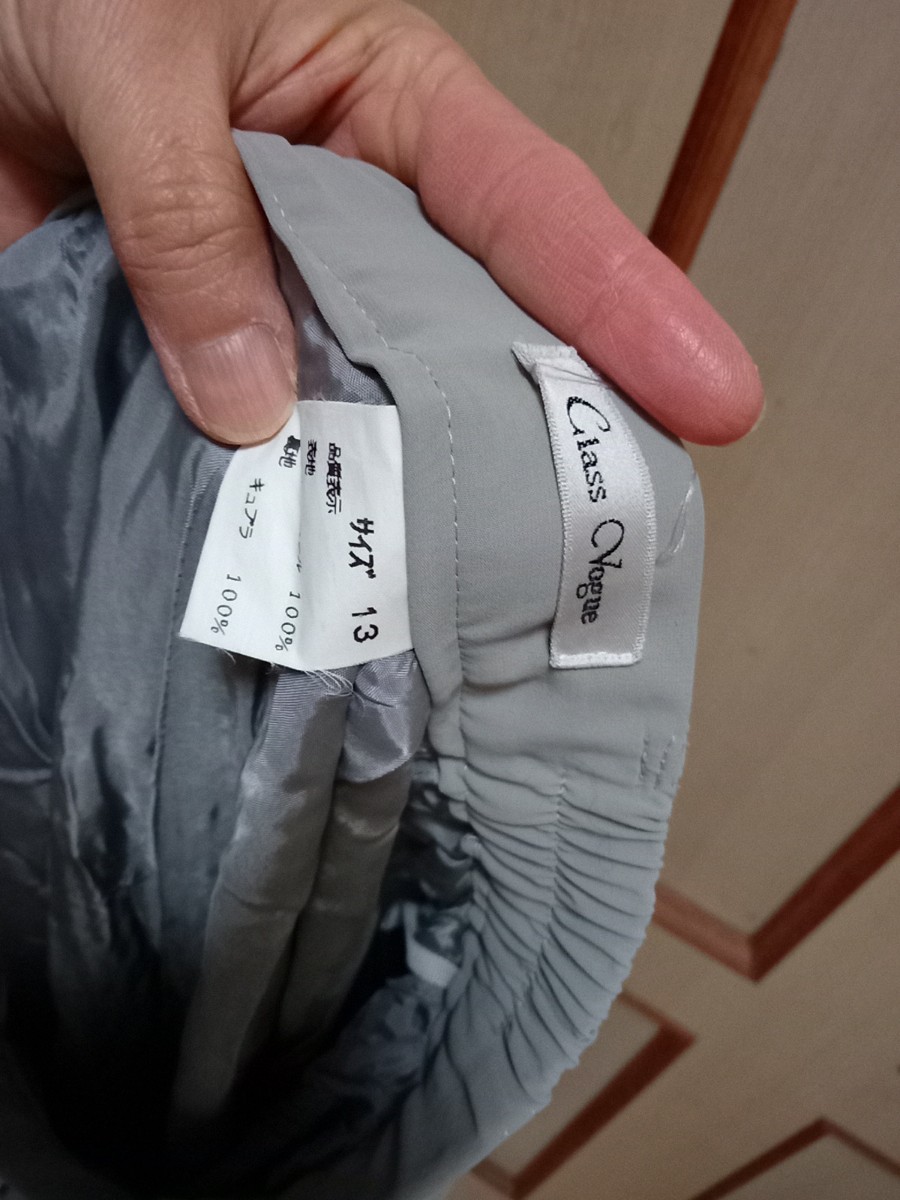 Class Vogue
サイズ 13
品質表示
表地
100%
裏地 キュプラ 100%